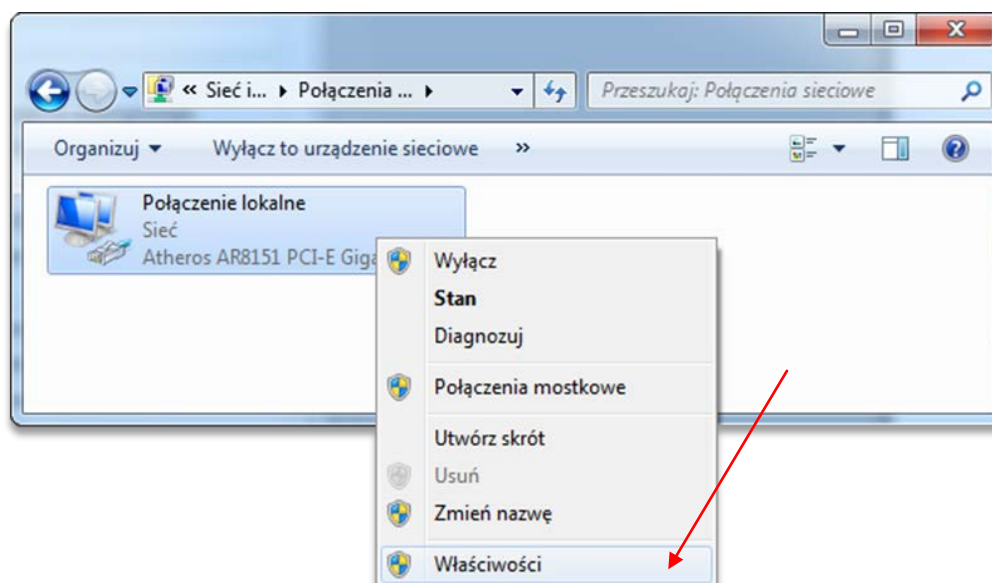 « Sieć i... ▸ Połączenia ... ▸
Przeszukaj: Połączenia sieciowe
Organizuj
Wyłącz to urządzenie sieciowe »
Połączenie lokalne
Sieć
Atheros AR8151 PCI-E Giga
Wyłącz
Stan
Diagnozuj
Połączenia mostkowe
Utwórz skrót
Usuń
Zmień nazwę
Właściwości